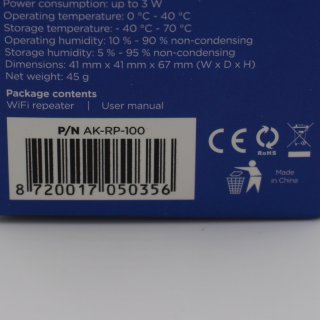 Power consumption: up to 3 W
Operating temperature: 0 °C - 40 °C
Storage temperature: - 40 °C - 70 °C
Operating humidity: 10 % - 90 % non-condensing
Storage humidity: 5 % - 95 % non-condensing
Dimensions: 41 mm x 41 mm x 67 mm (W x D x H)
Net weight: 45 g
Package contents
WiFi repeater | User manual
P/N AK-RP-100
8 720017 050356
CE
RoHS
Made
in China